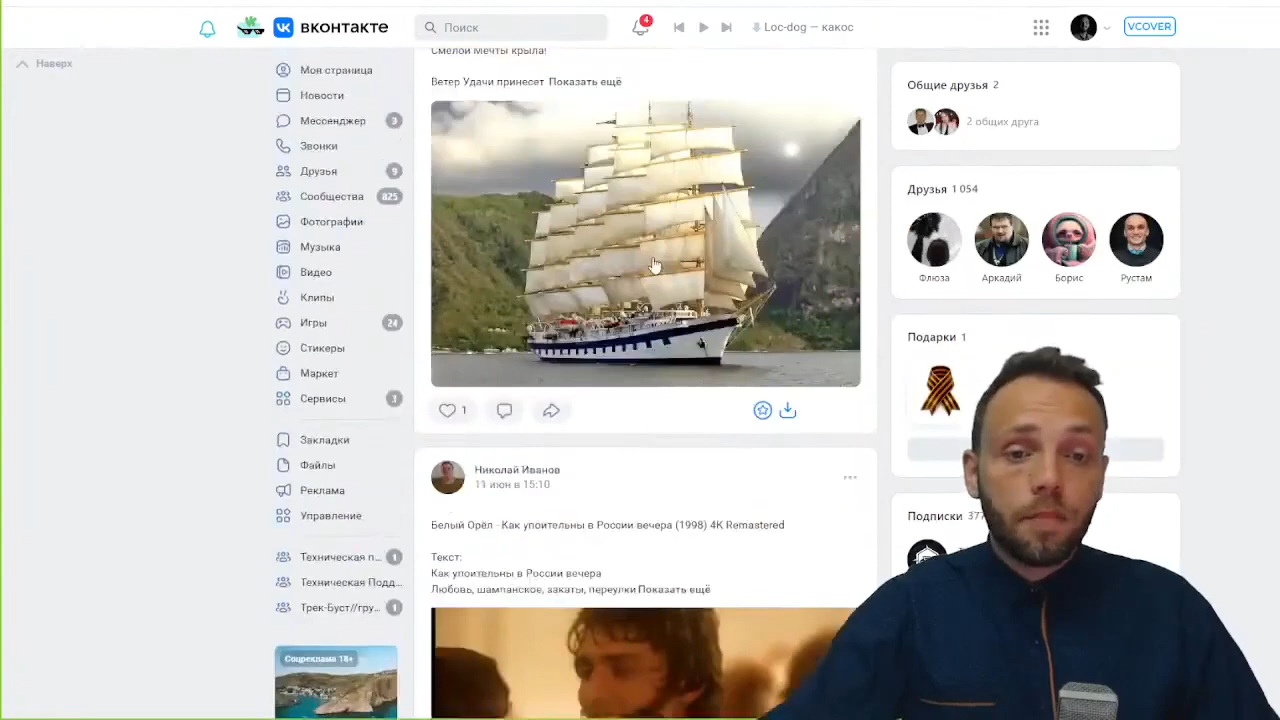 вконтакте
Поиск
4
Loc-dog — какос
VCOVER
Наверх
Моя страница
Новости
Мессенджер 3
Звонки
Друзья 9
Сообщества 825
Фотографии
Музыка
Видео
Клипы
Игры 24
Стикеры
Маркет
Сервисы 3
Закладки
Файлы
Реклама
Управление
Техническая п... 1
Техническая Подд...
Трек-Буст//гру... 1
Соцреклама 18+
Смелой Мечты крыла!
Ветер Удачи принесет Показать ещё
1
Николай Иванов
11 июн в 15:10
Белый Орёл - Как упоительны в России вечера (1998) 4K Remastered
Текст:
Как упоительны в России вечера
Любовь, шампанское, закаты, переулки Показать ещё
Общие друзья 2
2 общих друга
Друзья 1 054
Флюза
Аркадий
Борис
Рустам
Подарки 1
Подписки